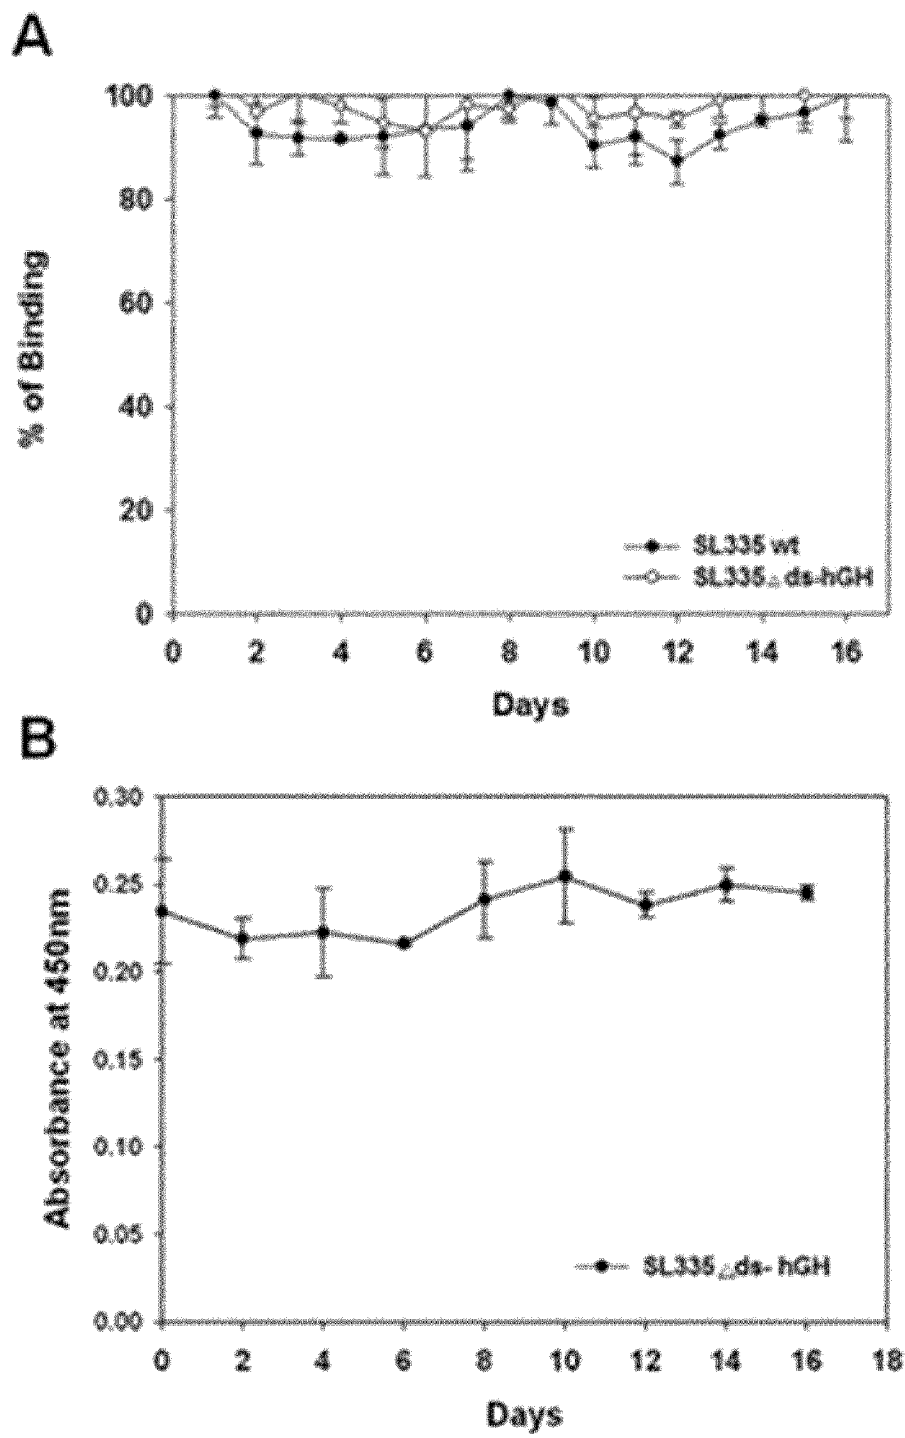 A
100
80
60
40
20
0
% of Binding
SL335 wt
SL335△ds-hGH
0 2 4 6 8 10 12 14 16
Days
B
0.30
0.25
0.20
0.15
0.10
0.05
0.00
Absorbance at 450nm
SL335△ds- hGH
0 2 4 6 8 10 12 14 16 18
Days